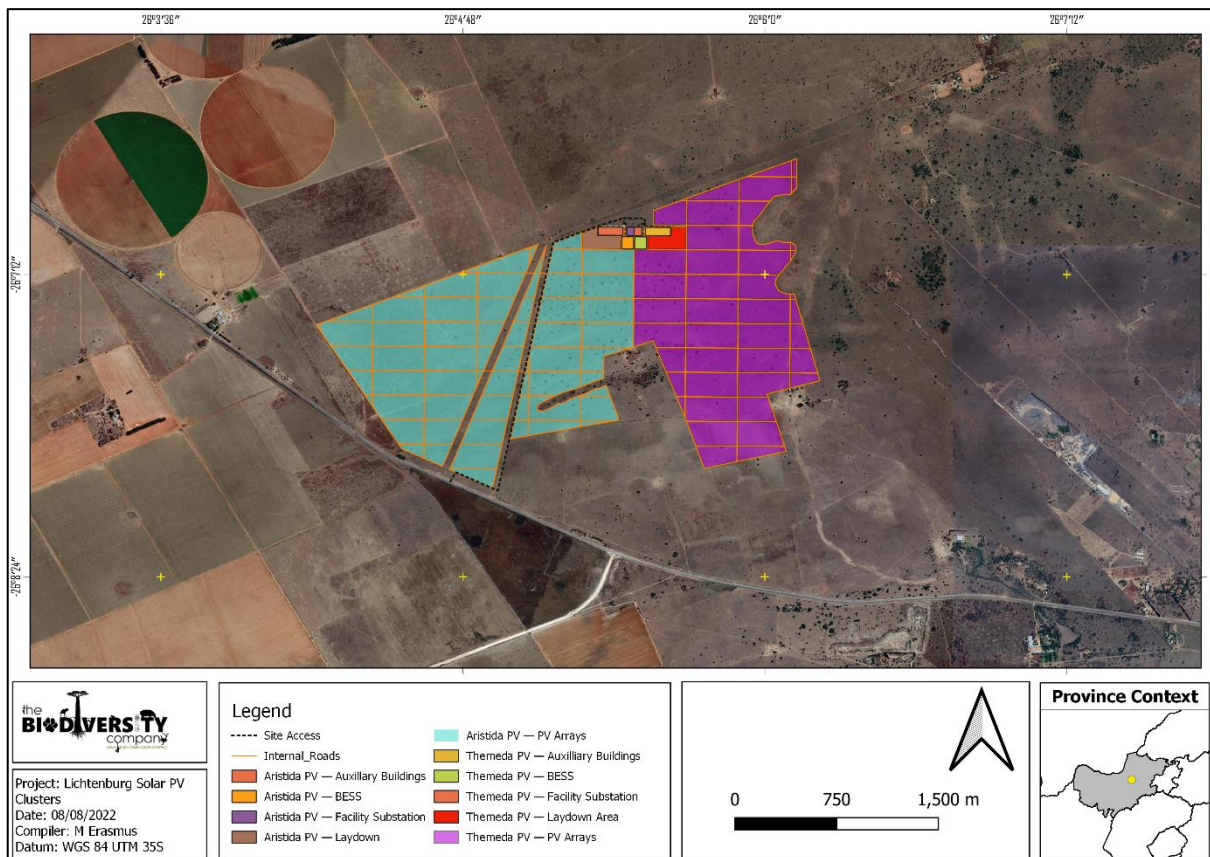 26°3'36"
26°4'48"
26°6'0"
26°7'12"
-26°7'12"
-26°8'24"
the
BIODIVERSITY
company
Project: Lichtenburg Solar PV
Clusters
Date: 08/08/2022
Compiler: M Erasmus
Datum: WGS 84 UTM 35S
Legend
Site Access
Internal_Roads
Aristida PV — Auxillary Buildings
Aristida PV — BESS
Aristida PV — Facility Substation
Aristida PV — Laydown
Aristida PV — PV Arrays
Themeda PV — Auxilliary Buildings
Themeda PV — BESS
Themeda PV — Facility Substation
Themeda PV — Laydown Area
Themeda PV — PV Arrays
0
750
1,500 m
Province Context